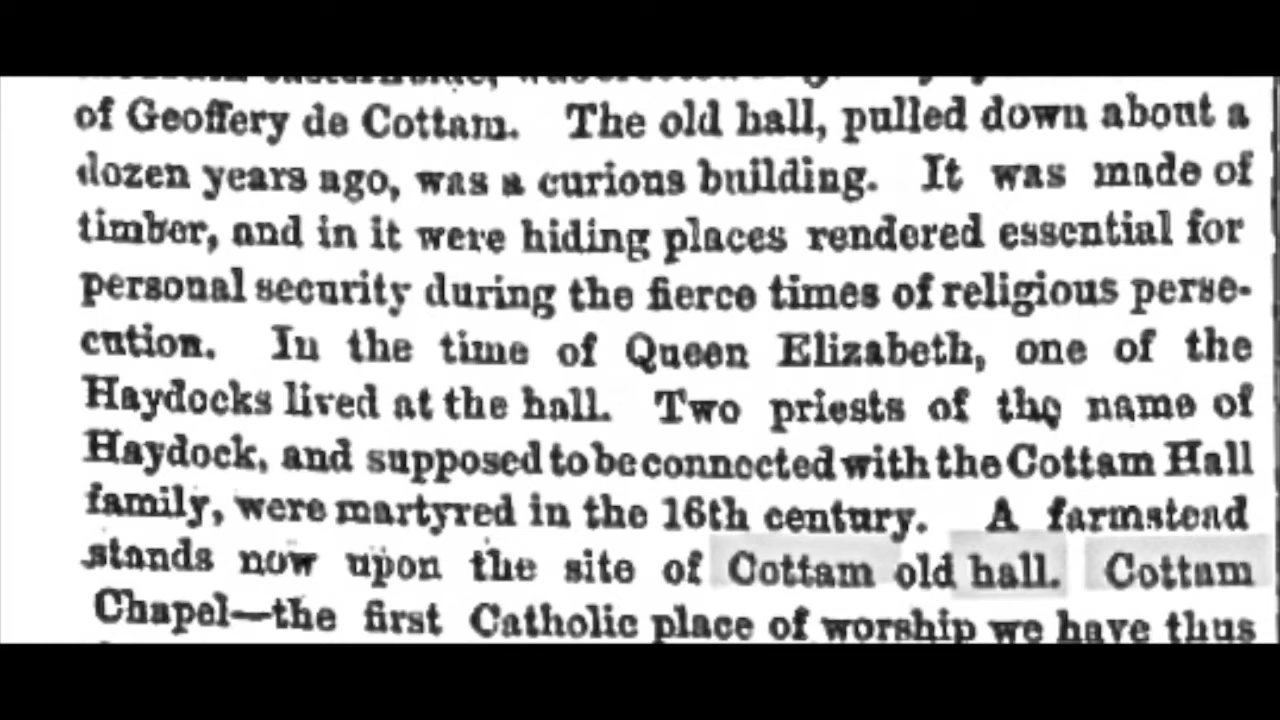 of Geoffery de Cottam. The old hall, pulled down about a
dozen years ago, was a curious building. It was made of
timber, and in it were hiding places rendered essential for
personal security during the fierce times of religious perse-
cution. In the time of Queen Elizabeth, one of the
Haydocks lived at the hall. Two priests of the name of
Haydock, and supposed to be connected with the Cottam Hall
family, were martyred in the 16th century. A farmstead
stands now upon the site of Cottam old hall. Cottam
Chapel—the first Catholic place of worship we have thus